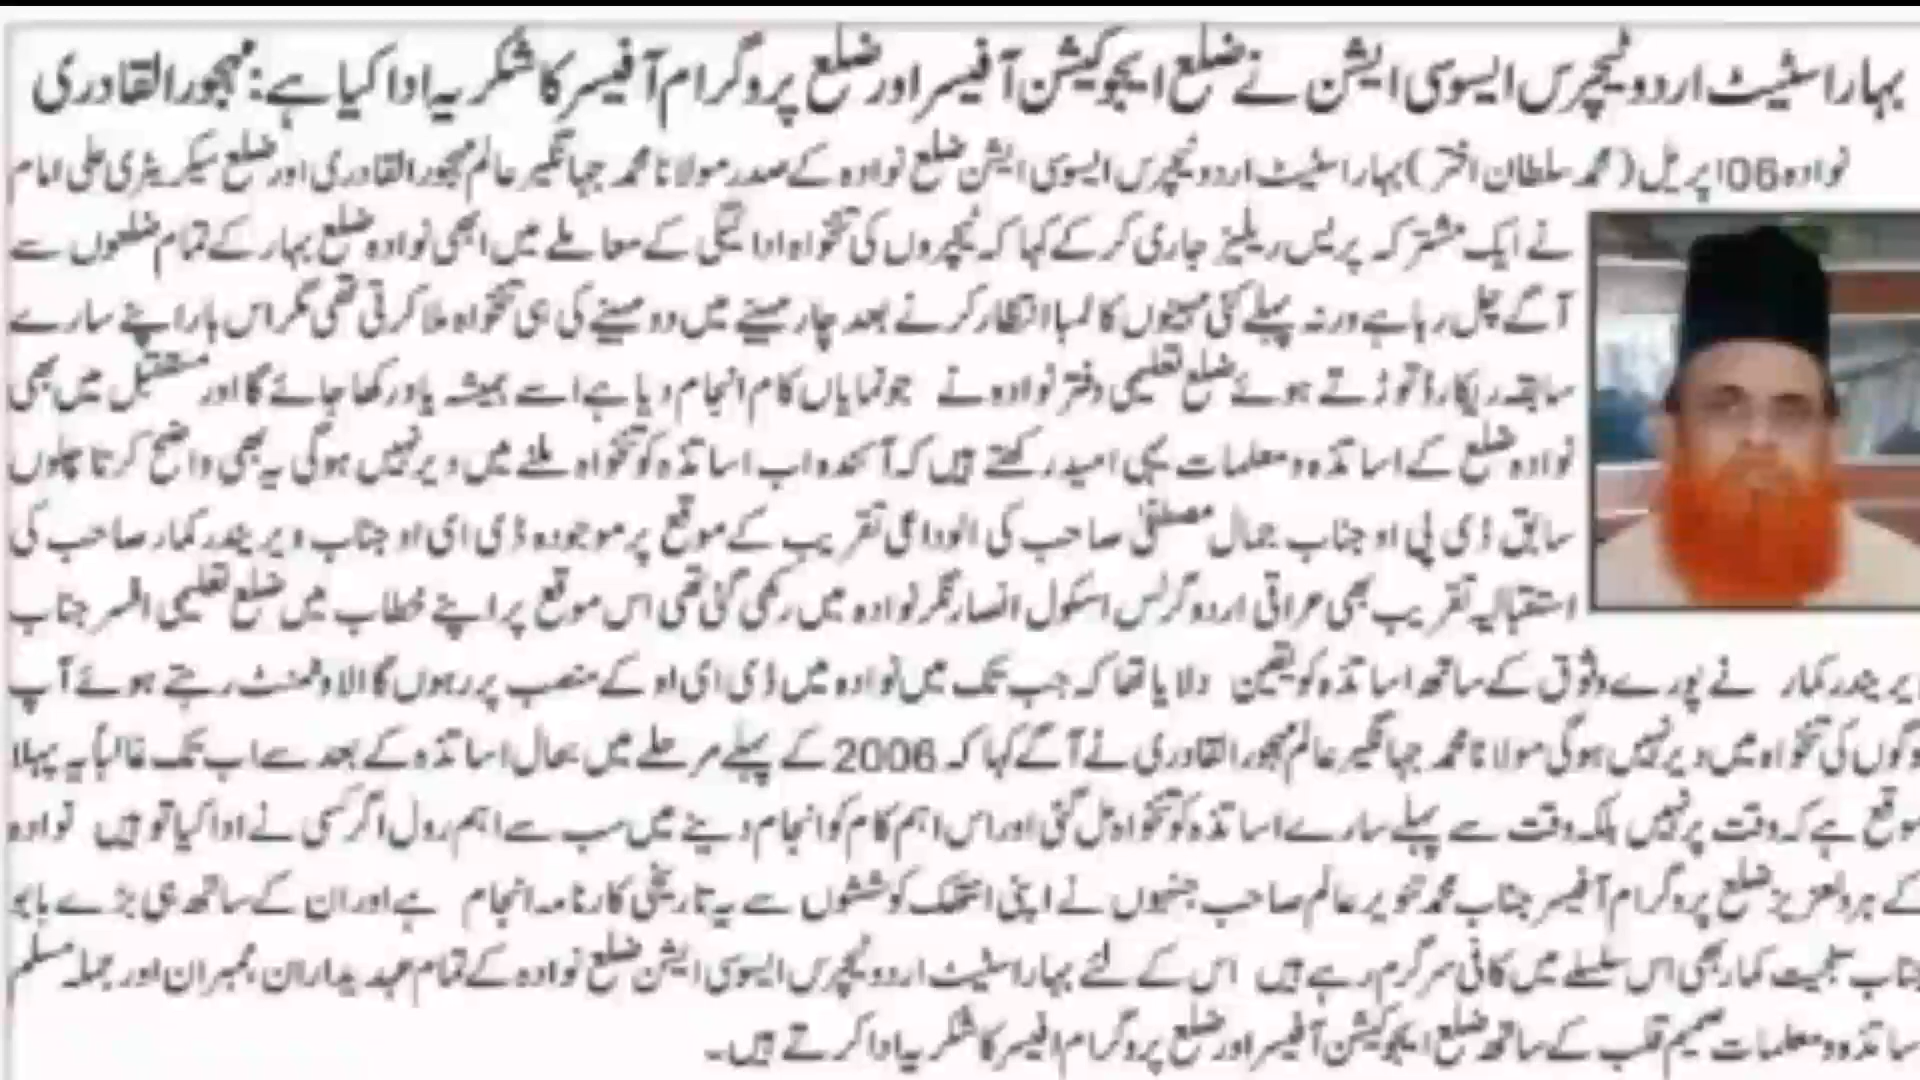 بہار اسٹیٹ اردو ٹیچرس ایسوسی ایشن نے ضلع ایجوکیشن آفیسر اور ضلع پروگرام آفیسر کا شکریہ ادا کیا ہے: مہجور القادری
نوادہ 06 اپریل (محمد سلطان اختر) بہار اسٹیٹ اردو ٹیچرس ایسوسی ایشن ضلع نوادہ کے صدر مولانا محمد جہانگیر عالم مہجور القادری اور ضلع سیکریٹری علی امام
نے ایک مشترکہ پریس ریلیز جاری کر کے کہا کہ ٹیچروں کی تنخواہ ادائیگی کے معاملے میں ابھی نوادہ ضلع بہار کے تمام ضلعوں سے
آگے چل رہا ہے ورنہ پہلے کئی مہینوں کا لمبا انتظار کرنے بعد چار مہینے میں دو مہینے کی ہی تنخواہ ملا کرتی تھی مگر اس بار اپنے سارے
سابقہ ریکارڈ توڑتے ہوئے ضلع تعلیمی دفتر نوادہ نے جو نمایاں کام انجام دیا ہے اسے ہمیشہ یاد رکھا جائے گا اور مستقبل میں بھی
نوادہ ضلع کے اساتذہ و معلمات یہی امید رکھتے ہیں کہ آئندہ اب اساتذہ کو تنخواہ ملنے میں دیر نہیں ہوگی یہ بھی واضح کرتا چلوں
سابق ڈی پی او جناب جمال مصطفیٰ صاحب کی الوداعی تقریب کے موقع پر موجودہ ڈی ای او جناب ویریندر کمار صاحب کی
استقبالیہ تقریب بھی عراقی اردو گرلس اسکول انصار نگر نوادہ میں رکھی گئی تھی اس موقع پر اپنے خطاب میں ضلع تعلیمی افسر جناب
ویریندر کمار نے پورے وثوق کے ساتھ اساتذہ کو یقین دلایا تھا کہ جب تک میں نوادہ میں ڈی ای او کے منصب پر رہوں گا الاوٹمنٹ رہتے ہوئے آپ
لوگوں کی تنخواہ میں دیر نہیں ہوگی مولانا محمد جہانگیر عالم مہجور القادری نے آگے کہا کہ 2006 کے پہلے مرحلے میں بحال اساتذہ کے بعد سے اب تک غالباً یہ پہلا
موقع ہے کہ وقت پر نہیں بلکہ وقت سے پہلے سارے اساتذہ کو تنخواہ مل گئی اور اس اہم کام کو انجام دینے میں سب سے اہم رول اگر کسی نے ادا کیا تو ہیں نوادہ
کے ہر دلعزیز ضلع پروگرام آفیسر جناب محمد تنویر عالم صاحب جنہوں نے اپنی انتھک کوششوں سے یہ تاریخی کارنامہ انجام ہے اور ان کے ساتھ ہی بڑے بابو
جناب کمار بھی اس سلسلے میں کافی سرگرم رہے ہیں اس کے لئے بہار اسٹیٹ اردو ٹیچرس ایسوسی ایشن ضلع نوادہ کے تمام عہدیداران، ممبران اور جملہ مسلم
اساتذہ و معلمات صمیم قلب کے ساتھ ضلع ایجوکیشن آفیسر اور ضلع پروگرام افیسر کا شکریہ ادا کرتے ہیں۔